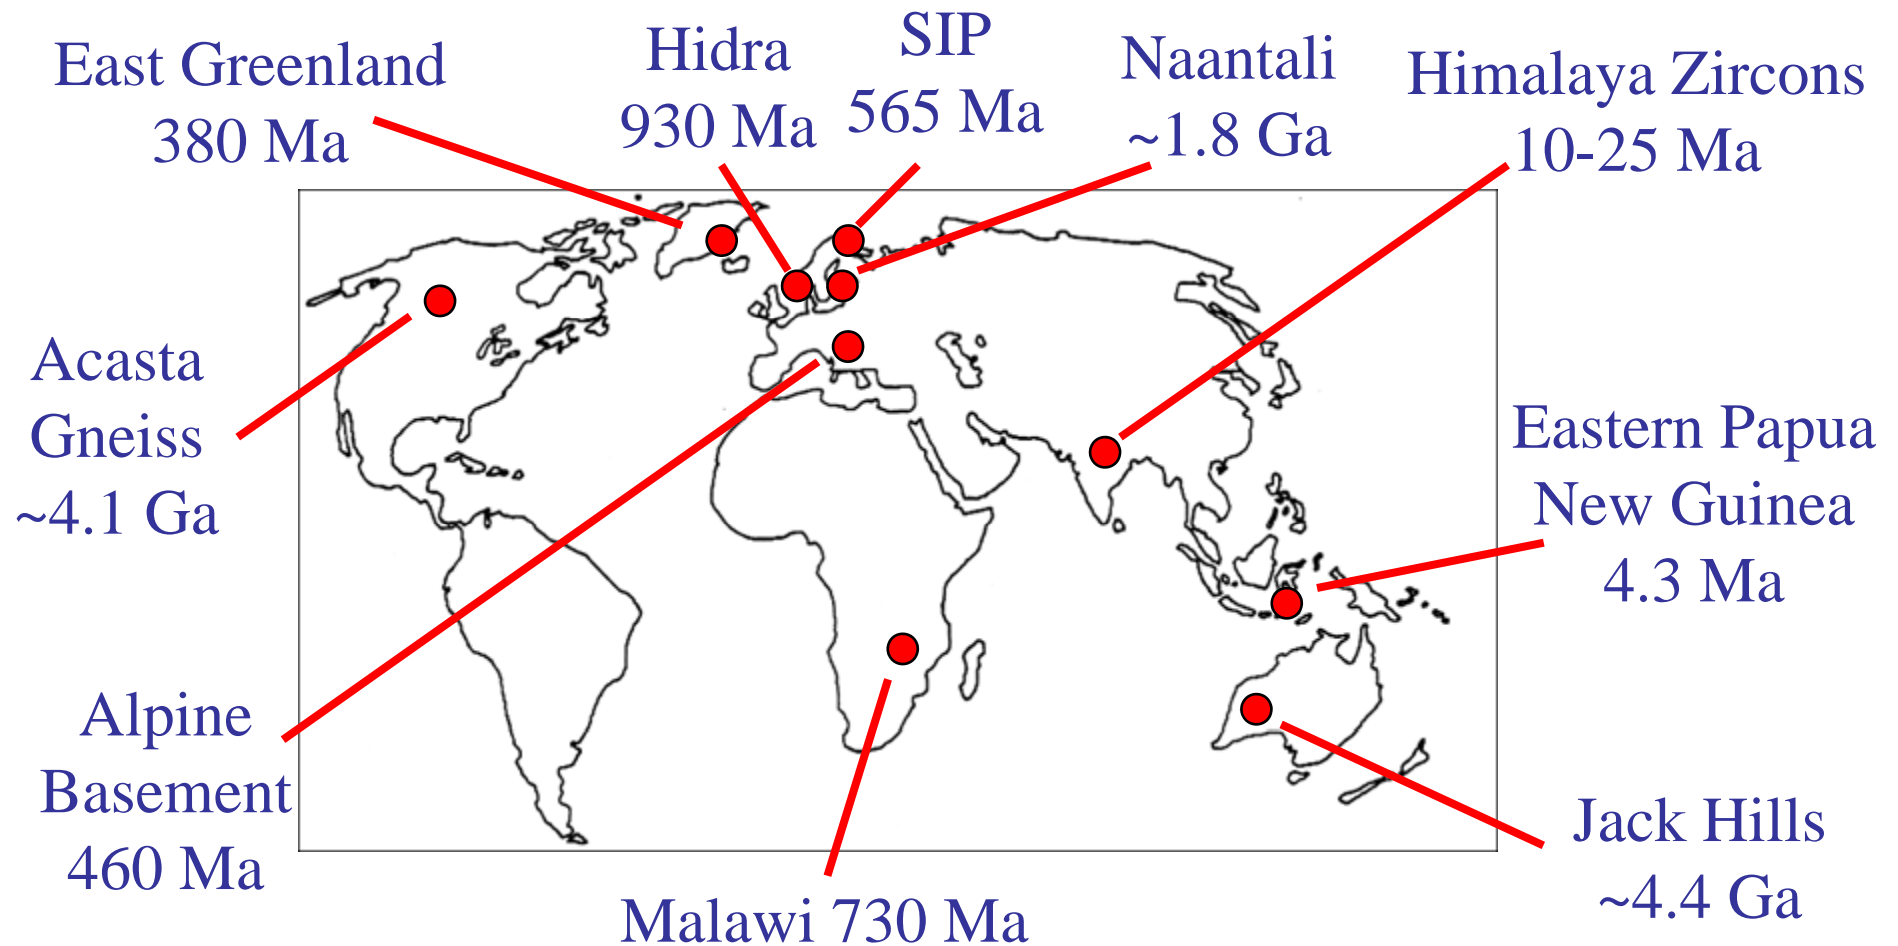 East Greenland
380 Ma
Hidra
930 Ma
SIP
565 Ma
Naantali
~1.8 Ga
Himalaya Zircons
10-25 Ma
Acasta
Gneiss
~4.1 Ga
Eastern Papua
New Guinea
4.3 Ma
Alpine
Basement
460 Ma
Malawi 730 Ma
Jack Hills
~4.4 Ga